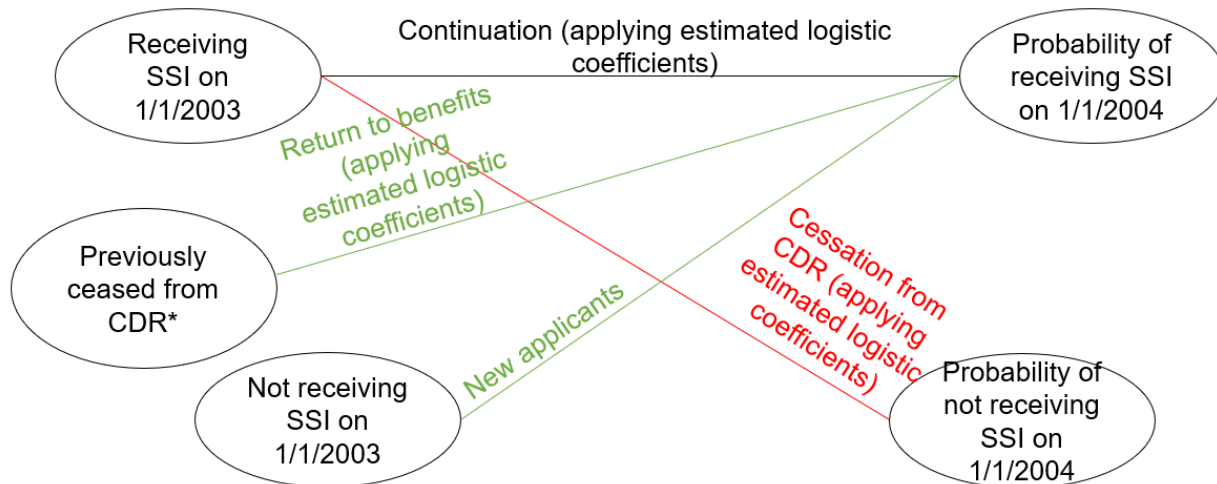 Receiving
SSI on
1/1/2003
Continuation (applying estimated logistic
coefficients)
Probability of
receiving SSI
on 1/1/2004
Return to benefits
(applying
estimated logistic
coefficients)
Previously
ceased from
CDR*
Cessation from
CDR (applying
estimated logistic
coefficients)
New applicants
Not receiving
SSI on
1/1/2003
Probability of
not receiving
SSI on
1/1/2004